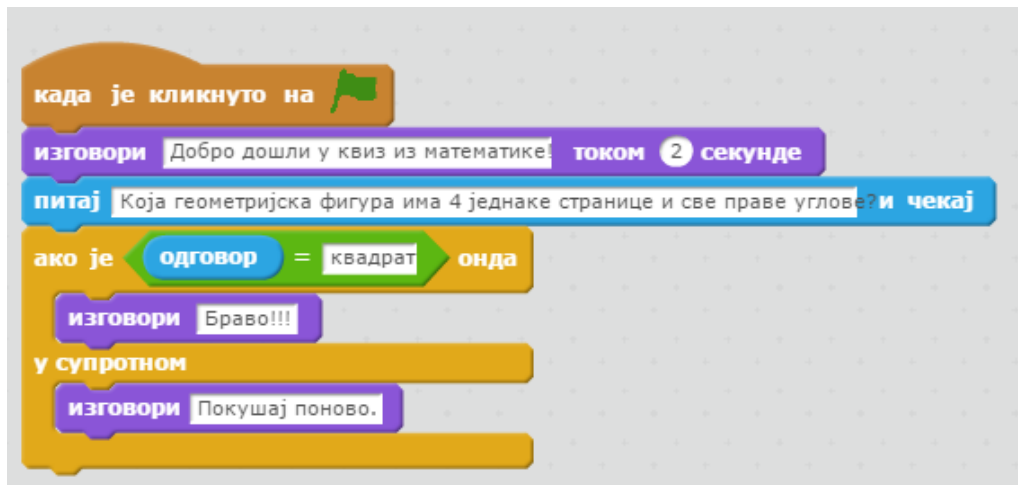 када је кликнуто на
изговори Добро дошли у квиз из математике! током 2 секунде
питај Која геометријска фигура има 4 једнаке странице и све праве углове? и чекај
ако је одговор = квадрат онда
изговори Браво!!!
у супротном
изговори Покушај поново.